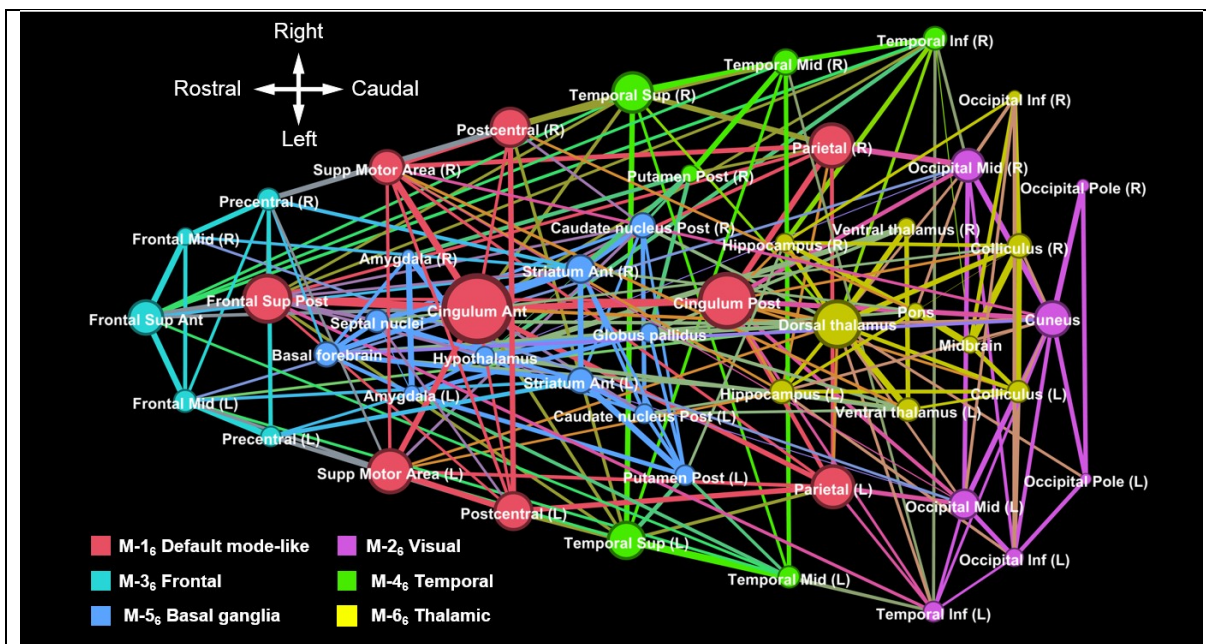 Right
Rostral
Caudal
Left
Temporal Inf (R)
Temporal Mid (R)
Temporal Sup (R)
Occipital Inf (R)
Postcentral (R)
Parietal (R)
Supp Motor Area (R)
Occipital Mid (R)
Putamen Post (R)
Occipital Pole (R)
Precentral (R)
Caudate nucleus Post (R)
Ventral thalamus (R)
Frontal Mid (R)
Hippocampus (R)
Colliculus (R)
Amygdala (R)
Striatum Ant (R)
Frontal Sup Post
Cingulum Ant
Cingulum Post
Pons
Frontal Sup Ant
Septal nuclei
Dorsal thalamus
Cuneus
Globus pallidus
Midbrain
Basal forebrain
Hypothalamus
Striatum Ant (L)
Amygdala (L)
Hippocampus (L)
Colliculus (L)
Frontal Mid (L)
Ventral thalamus (L)
Caudate nucleus Post (L)
Precentral (L)
Supp Motor Area (L)
Putamen Post (L)
Parietal (L)
Occipital Pole (L)
Occipital Mid (L)
Postcentral (L)
Temporal Sup (L)
Occipital Inf (L)
Temporal Mid (L)
Temporal Inf (L)
M-1₆ Default mode-like
M-2₆ Visual
M-3₆ Frontal
M-4₆ Temporal
M-5₆ Basal ganglia
M-6₆ Thalamic